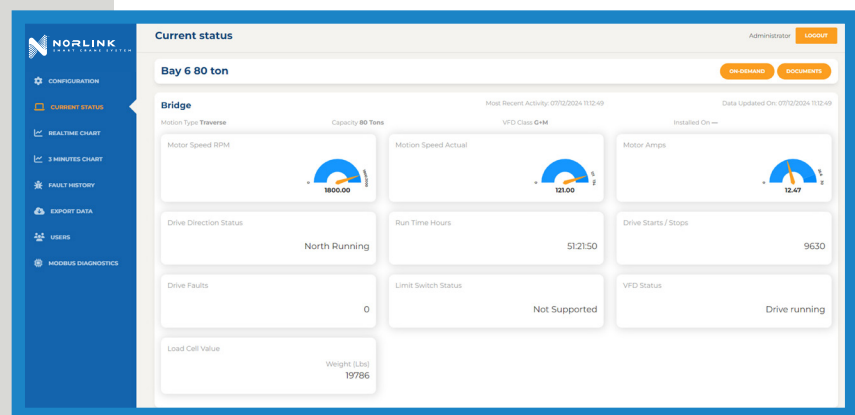 NORLINK
SMART CRANE SYSTEM
Current status
Administrator
LOGOUT
CONFIGURATION
CURRENT STATUS
REALTIME CHART
3 MINUTES CHART
FAULT HISTORY
EXPORT DATA
USERS
MODBUS DIAGNOSTICS
Bay 6 80 ton
ON-DEMAND
DOCUMENTS
Bridge
Most Recent Activity: 07/12/2024 11:12:49
Data Updated On: 07/12/2024 11:12:49
Motion Type Traverse
Capacity 80 Tons
VFD Class G+M
Installed On —
Motor Speed RPM
0
1800.00
Motion Speed Actual
0
121.00
Motor Amps
0
12.47
Drive Direction Status
North Running
Run Time Hours
51:21:50
Drive Starts / Stops
9630
Drive Faults
0
Limit Switch Status
Not Supported
VFD Status
Drive running
Load Cell Value
Weight (Lbs)
19786